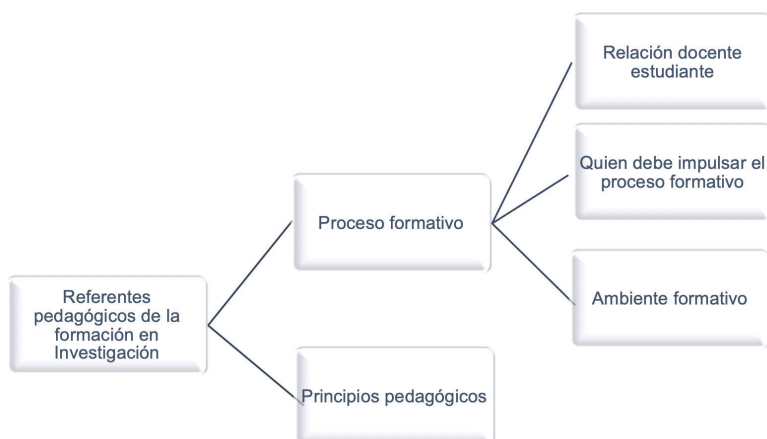 Relación docente
estudiante
Quien debe impulsar el
proceso formativo
Proceso formativo
Ambiente formativo
Referentes
pedagógicos de la
formación en
Investigación
Principios pedagógicos